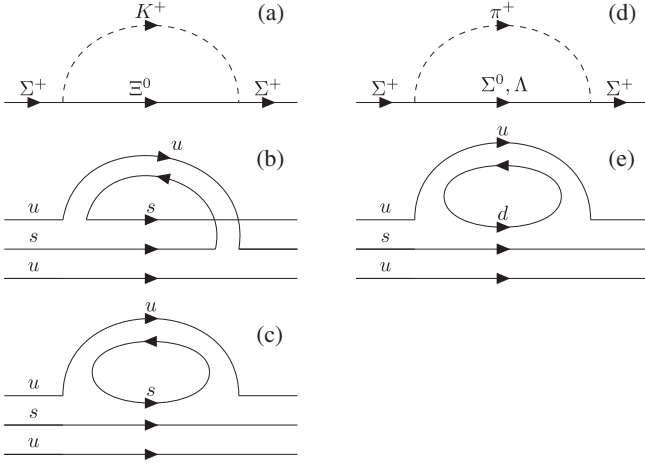 K⁺ (a)
Σ⁺ Ξ⁰ Σ⁺
π⁺ (d)
Σ⁺ Σ⁰, Λ Σ⁺
u (b)
u s
s
u
u (e)
u d
s
u
u (c)
u s
s
u